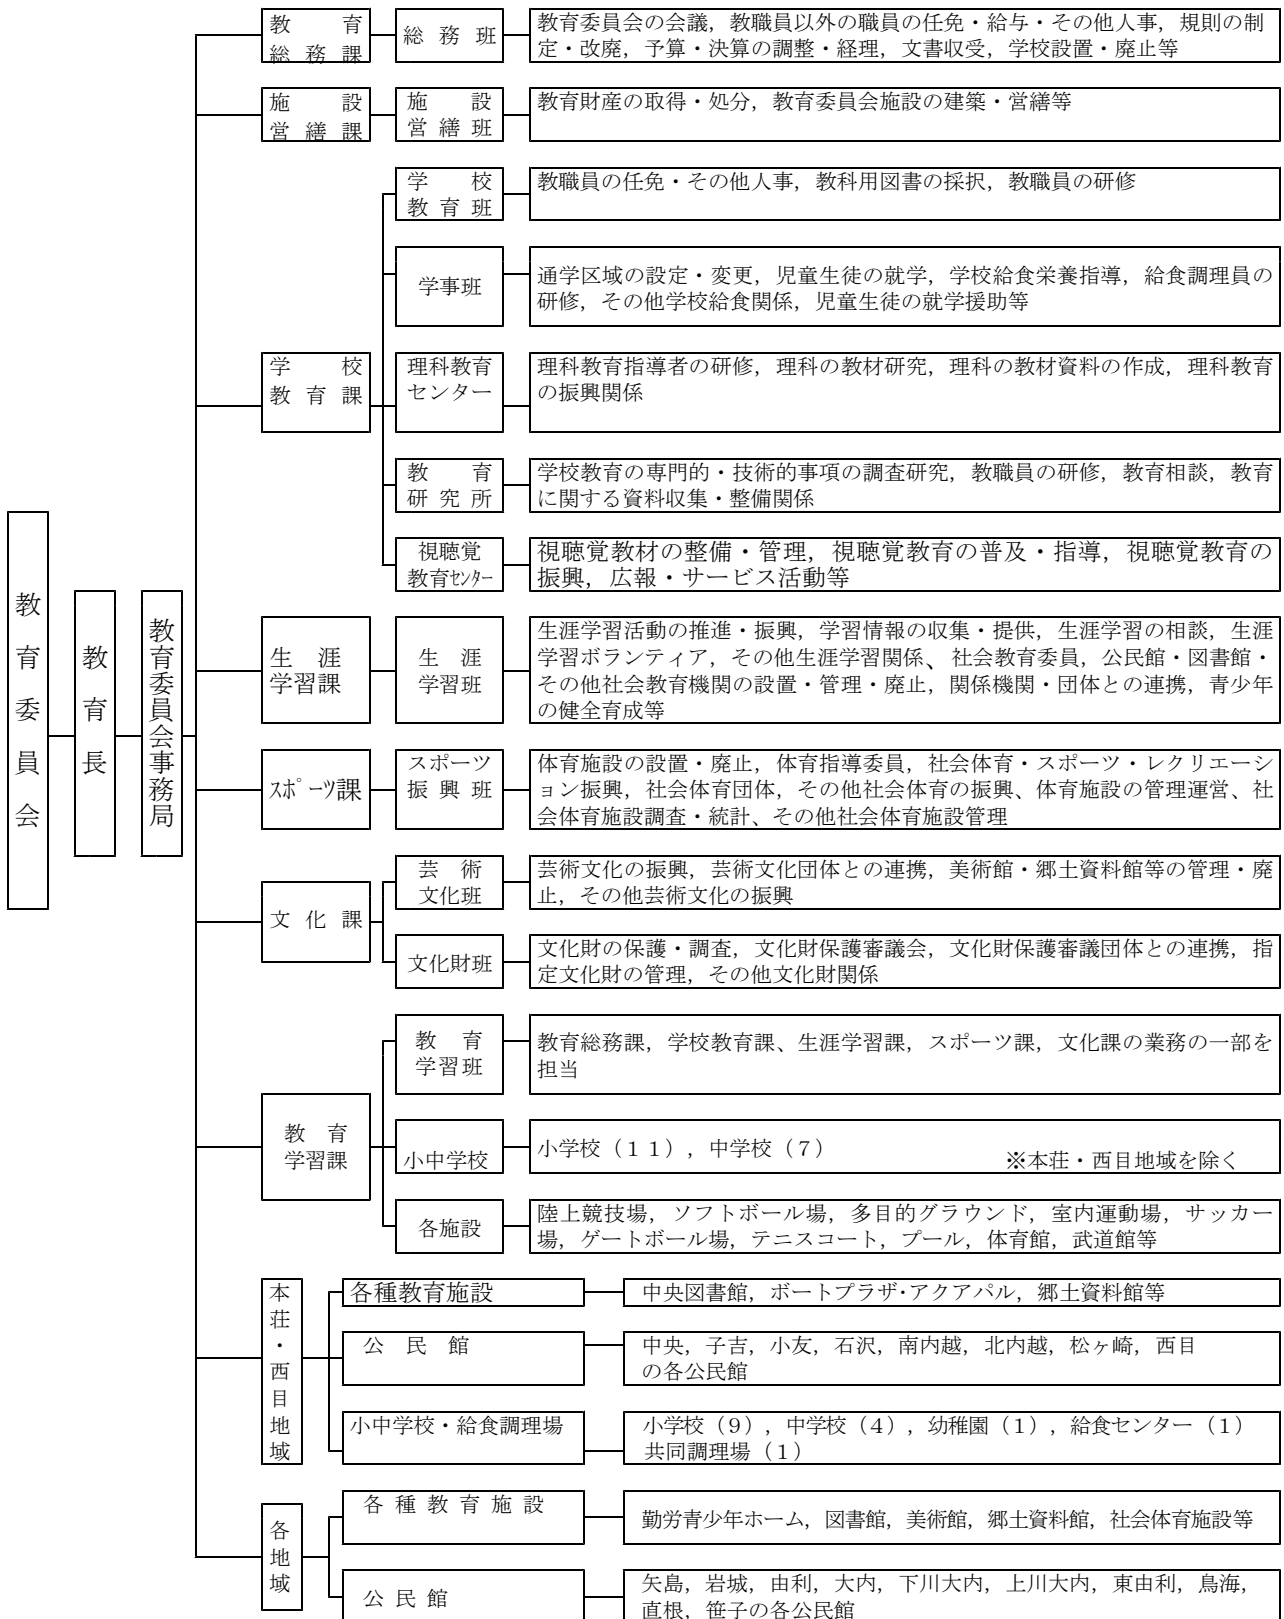 教育委員会
教育長
教育委員会事務局
教育
総務課
総務班
教育委員会の会議，教職員以外の職員の任免・給与・その他人事，規則の制
定・改廃，予算・決算の調整・経理，文書収受，学校設置・廃止等
施設
営繕課
施設
営繕班
教育財産の取得・処分，教育委員会施設の建築・営繕等
学校
教育課
学校
教育班
教職員の任免・その他人事，教科用図書の採択，教職員の研修
学事班
通学区域の設定・変更，児童生徒の就学，学校給食栄養指導，給食調理員の
研修，その他学校給食関係，児童生徒の就学援助等
理科教育
センター
理科教育指導者の研修，理科の教材研究，理科の教材資料の作成，理科教育
の振興関係
教育
研究所
学校教育の専門的・技術的事項の調査研究，教職員の研修，教育相談，教育
に関する資料収集・整備関係
視聴覚
教育ｾﾝﾀｰ
視聴覚教材の整備・管理，視聴覚教育の普及・指導，視聴覚教育の
振興，広報・サービス活動等
生涯
学習課
生涯
学習班
生涯学習活動の推進・振興，学習情報の収集・提供，生涯学習の相談，生涯
学習ボランティア，その他生涯学習関係、社会教育委員，公民館・図書館・
その他社会教育機関の設置・管理・廃止，関係機関・団体との連携，青少年
の健全育成等
ｽﾎﾟｰﾂ課
スポーツ
振興班
体育施設の設置・廃止，体育指導委員，社会体育・スポーツ・レクリエーシ
ョン振興，社会体育団体，その他社会体育の振興、体育施設の管理運営、社
会体育施設調査・統計、その他社会体育施設管理
文化課
芸術
文化班
芸術文化の振興，芸術文化団体との連携，美術館・郷土資料館等の管理・廃
止，その他芸術文化の振興
文化財班
文化財の保護・調査，文化財保護審議会，文化財保護審議団体との連携，指
定文化財の管理，その他文化財関係
教育
学習課
教育
学習班
教育総務課，学校教育課、生涯学習課，スポーツ課，文化課の業務の一部を
担当
小中学校
小学校（１１），中学校（７）
※本荘・西目地域を除く
各施設
陸上競技場，ソフトボール場，多目的グラウンド，室内運動場，サッカー
場，ゲートボール場，テニスコート，プール，体育館，武道館等
本荘・西目地域
各種教育施設
中央図書館，ボートプラザ･アクアパル，郷土資料館等
公民館
中央，子吉，小友，石沢，南内越，北内越，松ヶ崎，西目
の各公民館
小中学校・給食調理場
小学校（９），中学校（４），幼稚園（１），給食センター（１）
共同調理場（１）
各地域
各種教育施設
勤労青少年ホーム，図書館，美術館，郷土資料館，社会体育施設等
公民館
矢島，岩城，由利，大内，下川大内，上川大内，東由利，鳥海，
直根，笹子の各公民館